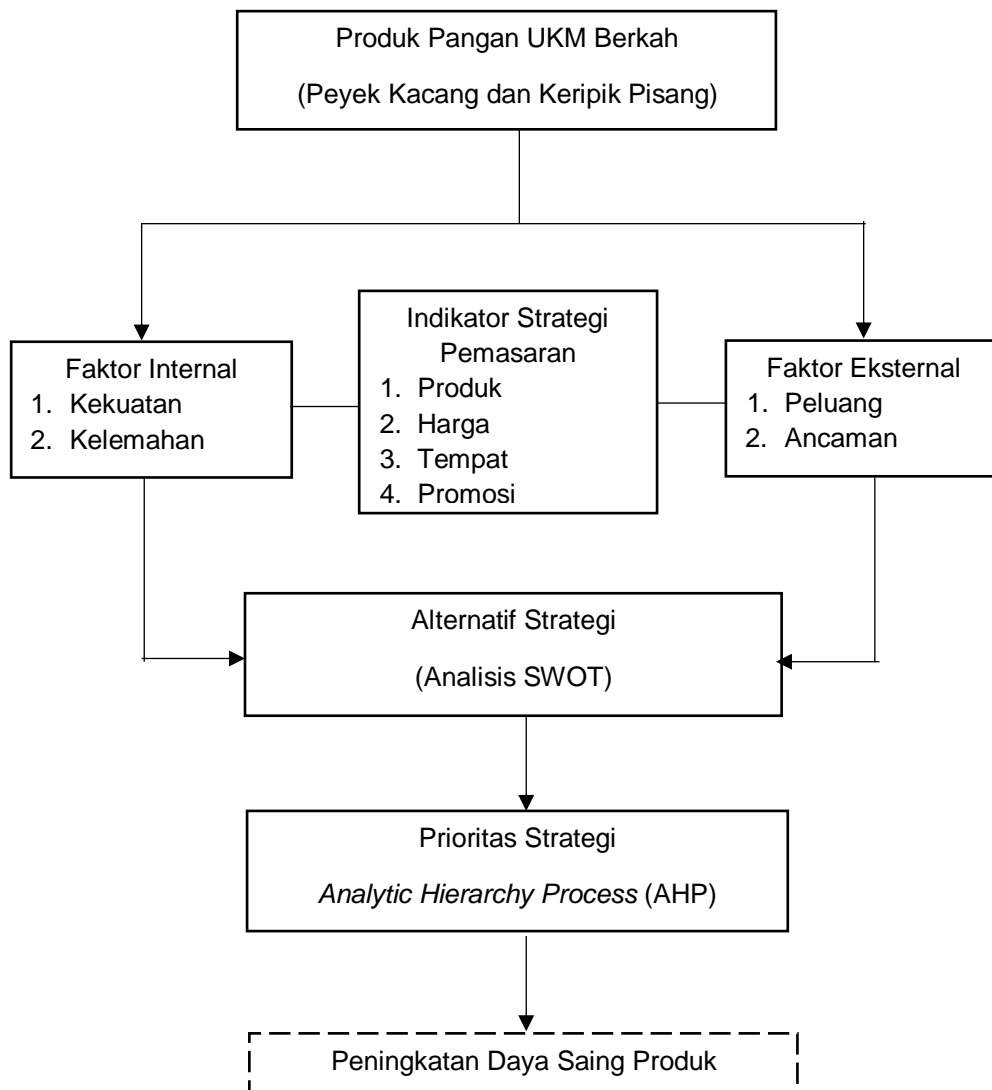 Produk Pangan UKM Berkah
(Peyek Kacang dan Keripik Pisang)
Faktor Internal
1. Kekuatan
2. Kelemahan
Indikator Strategi
Pemasaran
1. Produk
2. Harga
3. Tempat
4. Promosi
Faktor Eksternal
1. Peluang
2. Ancaman
Alternatif Strategi
(Analisis SWOT)
Prioritas Strategi
Analytic Hierarchy Process (AHP)
Peningkatan Daya Saing Produk